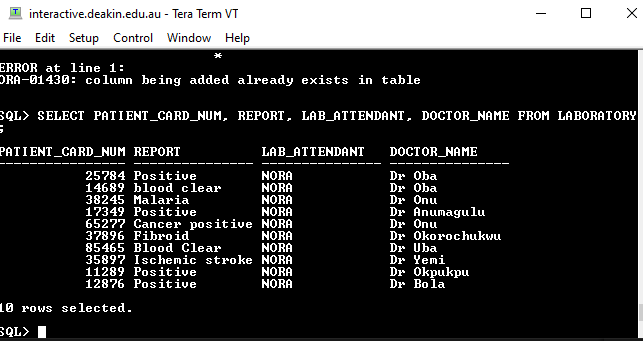 interactive.deakin.edu.au - Tera Term VT
File Edit Setup Control Window Help
*
ERROR at line 1:
ORA-01430: column being added already exists in table
SQL> SELECT PATIENT_CARD_NUM, REPORT, LAB_ATTENDANT, DOCTOR_NAME FROM LABORATORY
;
PATIENT_CARD_NUM REPORT LAB_ATTENDANT DOCTOR_NAME
---------------- --------------- --------------- ---------------
25784 Positive NORA Dr Oba
14689 blood clear NORA Dr Oba
38245 Malaria NORA Dr Onu
17349 Positive NORA Dr Anumagulu
65277 Cancer positive NORA Dr Onu
37896 Fibroid NORA Dr Okorochukwu
85465 Blood Clear NORA Dr Uba
35897 Ischemic stroke NORA Dr Yemi
11289 Positive NORA Dr Okpukpu
12876 Positive NORA Dr Bola
10 rows selected.
SQL>